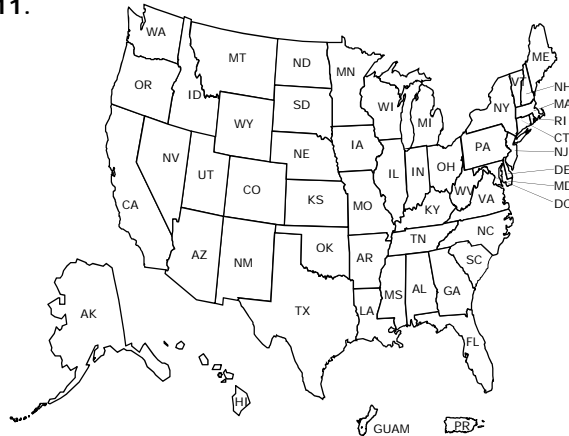 11.
WA
MT
ND
MN
ME
OR
ID
SD
WI
MI
VT
NH
NY
MA
WY
RI
CT
NE
IA
PA
NJ
NV
UT
CO
IL
IN
OH
DE
MD
DC
WV
VA
CA
KS
MO
KY
AZ
NM
OK
AR
TN
NC
SC
TX
LA
MS
AL
GA
AK
FL
HI
GUAM
PR